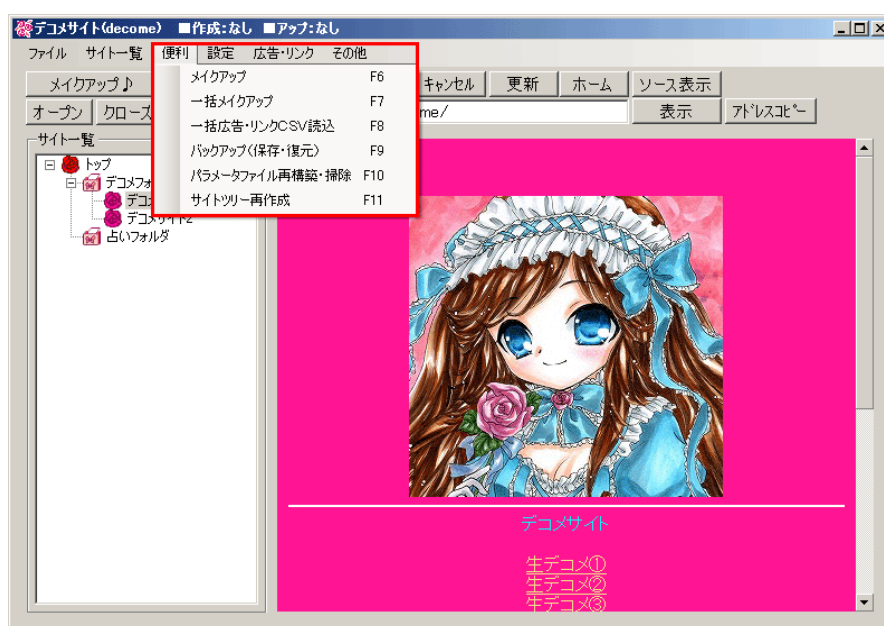 デコメサイト(decome) ■作成:なし ■アップ:なし
ファイル サイト一覧 便利 設定 広告・リンク その他
メイクアップ♪ キャンセル 更新 ホーム ソース表示
オープン クローズ me/ 表示 アドレスコピー
メイクアップ F6
一括メイクアップ F7
一括広告・リンクCSV読込 F8
バックアップ(保存・復元) F9
パラメータファイル再構築・掃除 F10
サイトツリー再作成 F11
サイト一覧
トップ
デコメフォ
デコメ
デコメサイト2
占いフォルダ
デコメサイト
生デコメ①
生デコメ②
生デコメ③